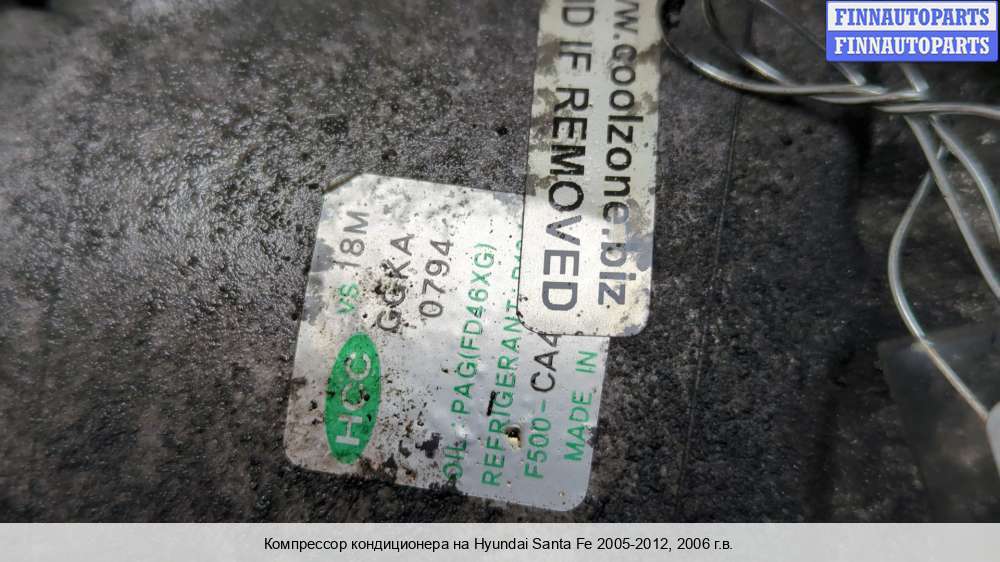 FINNAUTOPARTS
FINNAUTOPARTS
www.coolzone.biz
IF REMOVED
HCC
VS 18M
GGKA
0794
OIL : PAG(FD46XG)
REFRIGERANT :
F500-CA4
MADE IN
Компрессор кондиционера на Hyundai Santa Fe 2005-2012, 2006 г.в.